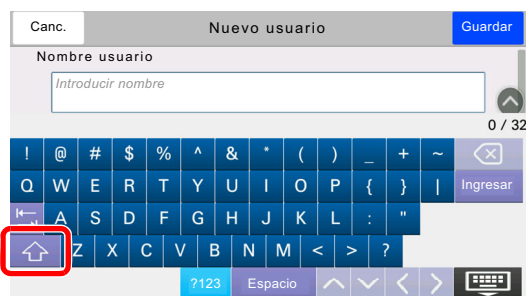 Canc. Nuevo usuario Guardar
Nombre usuario
Introducir nombre
0 / 32
! @ # $ % ^ & * ( ) _ + ~
Q W E R T Y U I O P { } | Ingresar
A S D F G H J K L : "
Z X C V B N M < > ?
?123 Espacio